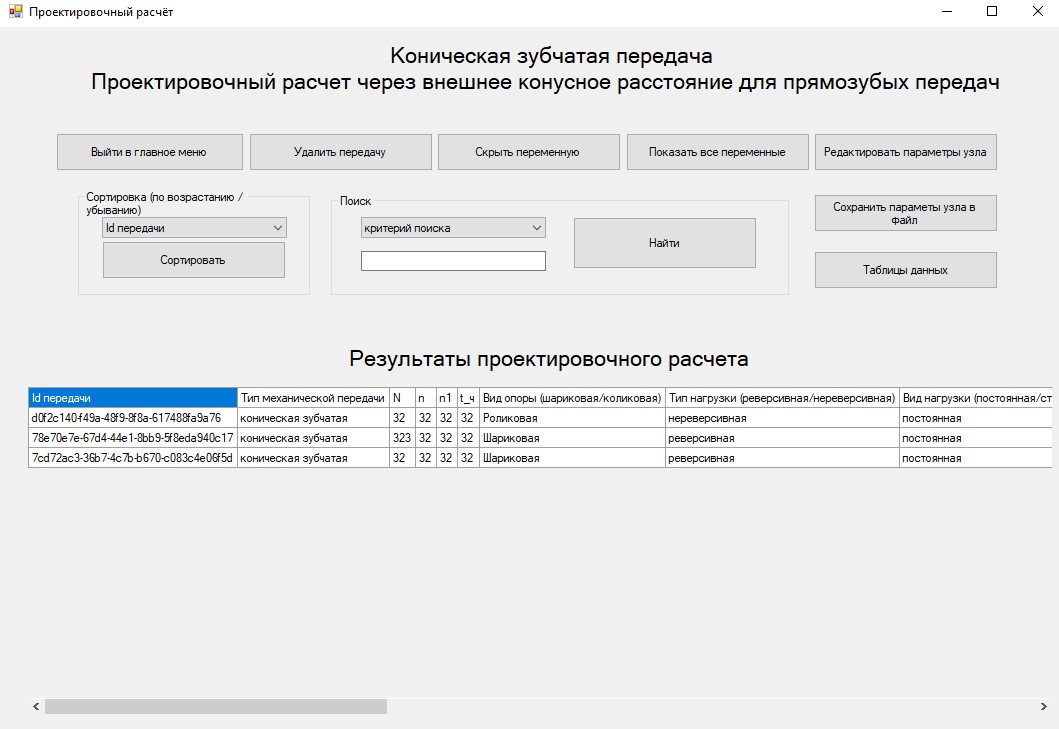 Проектировочный расчёт
Коническая зубчатая передача
Проектировочный расчет через внешнее конусное расстояние для прямозубых передач
Выйти в главное меню
Удалить передачу
Скрыть переменную
Показать все переменные
Редактировать параметры узла
Сортировка (по возрастанию /
убыванию)
Id передачи
Сортировать
Поиск
критерий поиска
Найти
Сохранить параметы узла в
файл
Таблицы данных
Результаты проектировочного расчета
Id передачи Тип механической передачи N n n1 t_ч Вид опоры (шариковая/коликовая) Тип нагрузки (реверсивная/нереверсивная) Вид нагрузки (постоянная/ст
d0f2c140-f49a-48f9-8f8a-617488fa9a76 коническая зубчатая 32 32 32 32 Роликовая нереверсивная постоянная
78e70e7e-67d4-44e1-8bb9-5f8eda940c17 коническая зубчатая 323 32 32 32 Шариковая реверсивная постоянная
7cd72ac3-36b7-4c7b-b670-c083c4e06f5d коническая зубчатая 32 32 32 32 Шариковая реверсивная постоянная